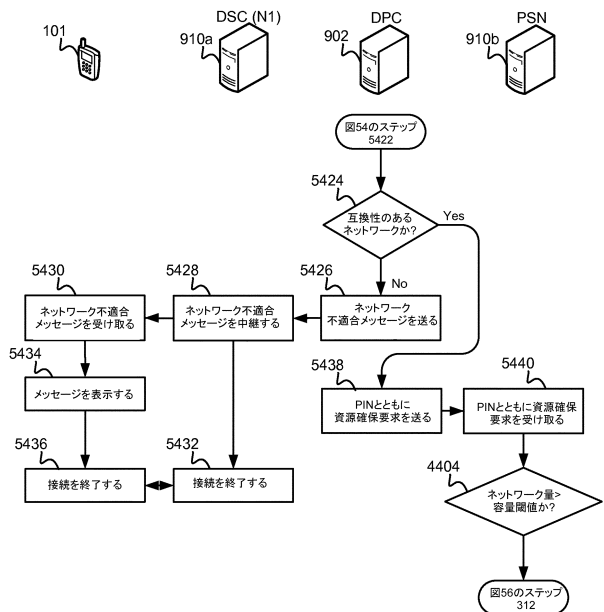 101
DSC (N1)
910a
DPC
902
PSN
910b
図54のステップ
5422
5424
互換性のある
ネットワークか?
Yes
No
5430
ネットワーク不適合
メッセージを受け取る
5428
ネットワーク不適合
メッセージを中継する
5426
ネットワーク
不適合メッセージを送る
5434
メッセージを表示する
5438
PINとともに
資源確保要求を送る
5440
PINとともに資源確保
要求を受け取る
5436
接続を終了する
5432
接続を終了する
4404
ネットワーク量>
容量閾値か?
図56のステップ
312